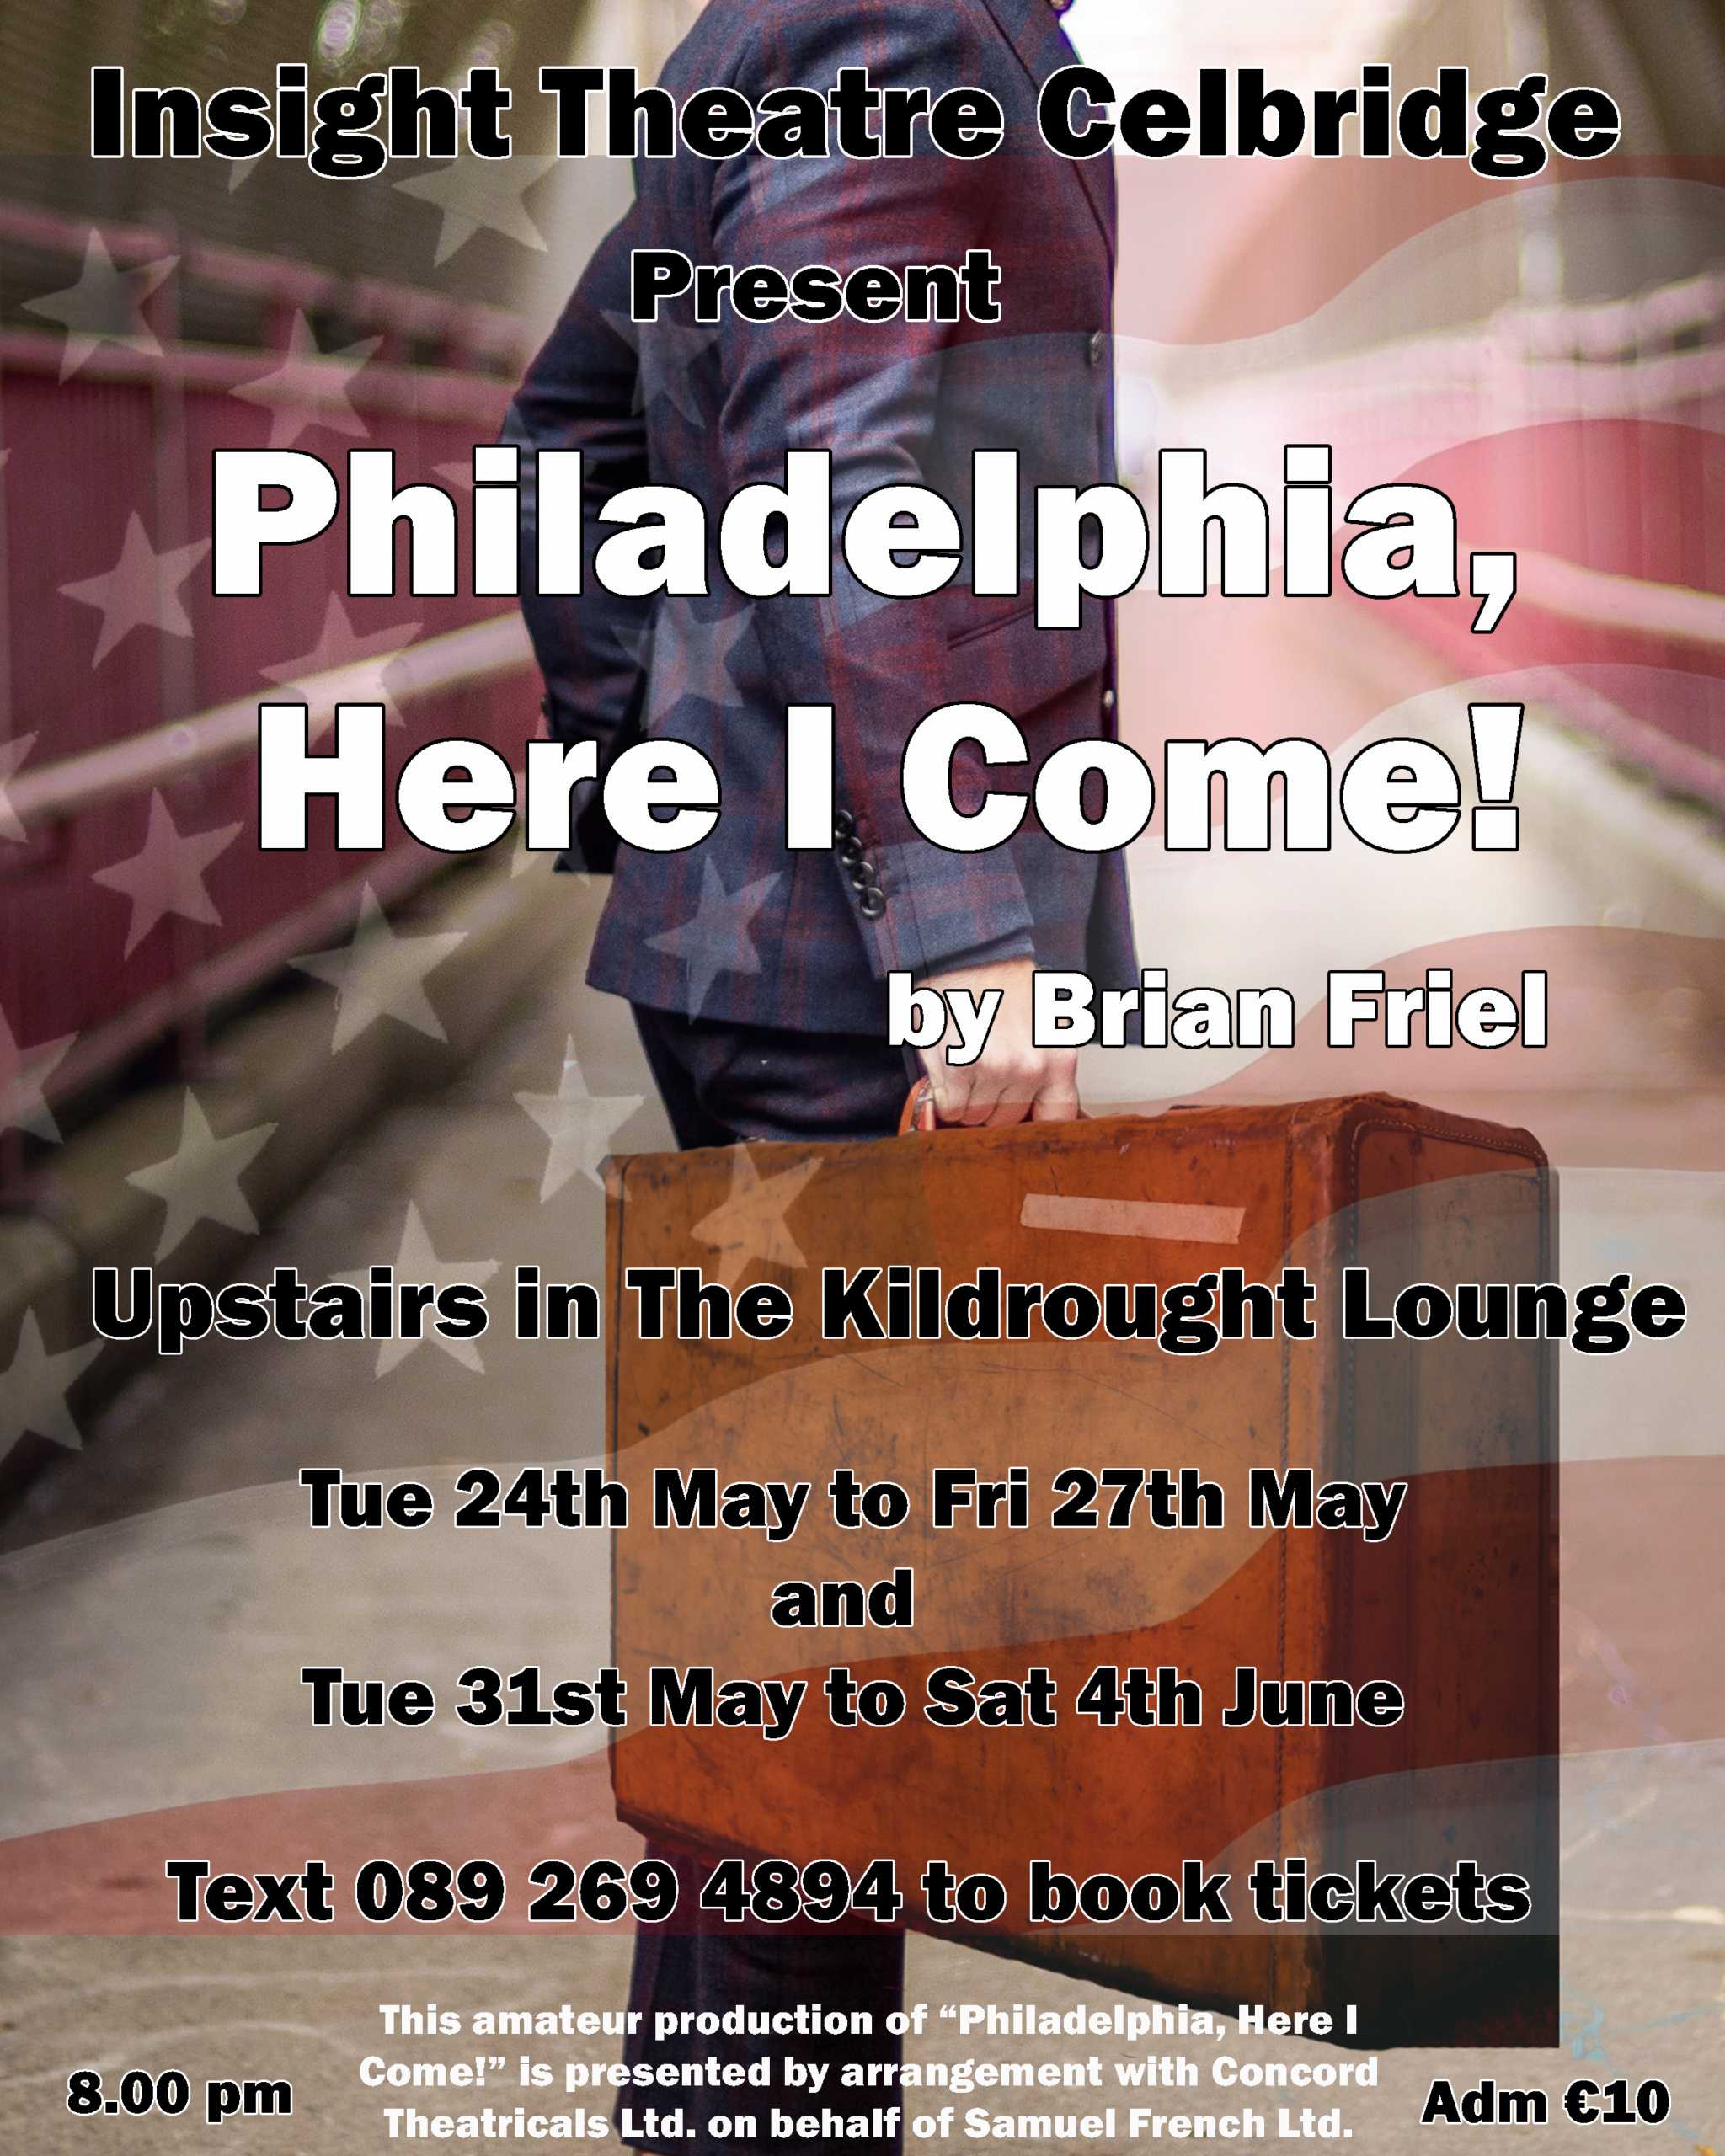 Insight Theatre Celbridge
Present
Philadelphia,
Here I Come!
by Brian Friel
Upstairs in The Kildrought Lounge
Tue 24th May to Fri 27th May
and
Tue 31st May to Sat 4th June
Text 089 269 4894 to book tickets
This amateur production of “Philadelphia, Here I
Come!” is presented by arrangement with Concord
Theatricals Ltd. on behalf of Samuel French Ltd.
8.00 pm
Adm €10